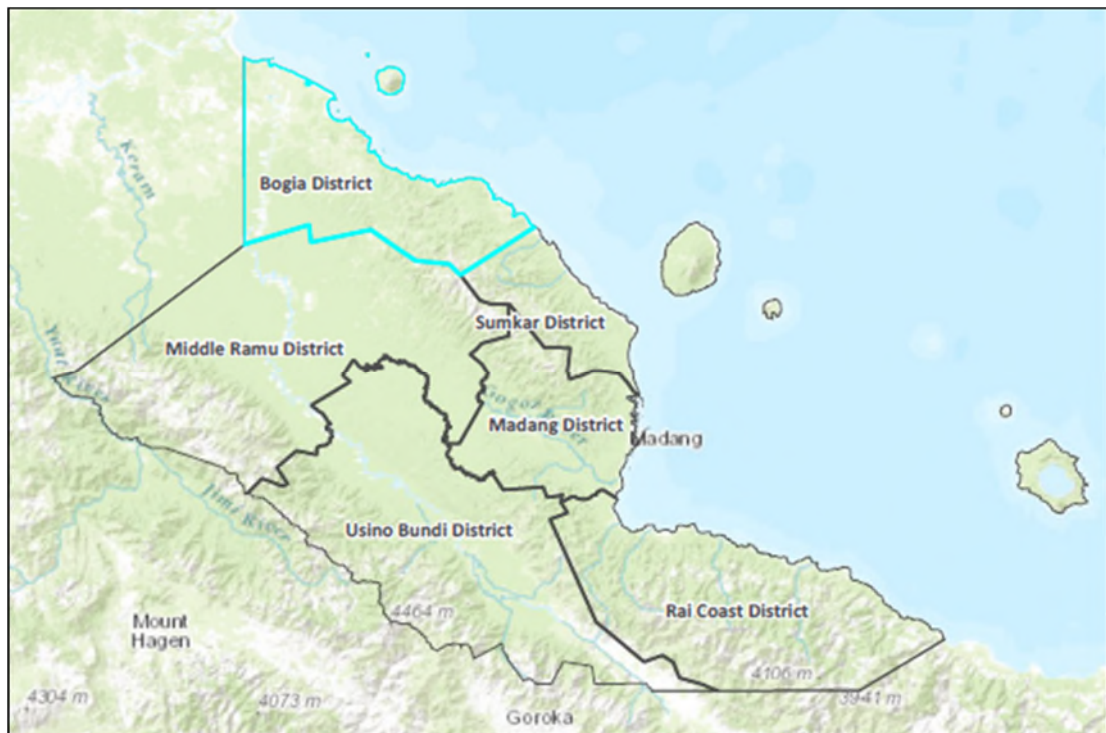 Keram
Bogia District
Sumkar District
Middle Ramu District
Yuat River
Gogol River
Madang District
Madang
Jimi River
Usino Bundi District
Rai Coast District
4464 m
Mount
Hagen
4106 m
4304 m
4073 m
3941 m
Goroka